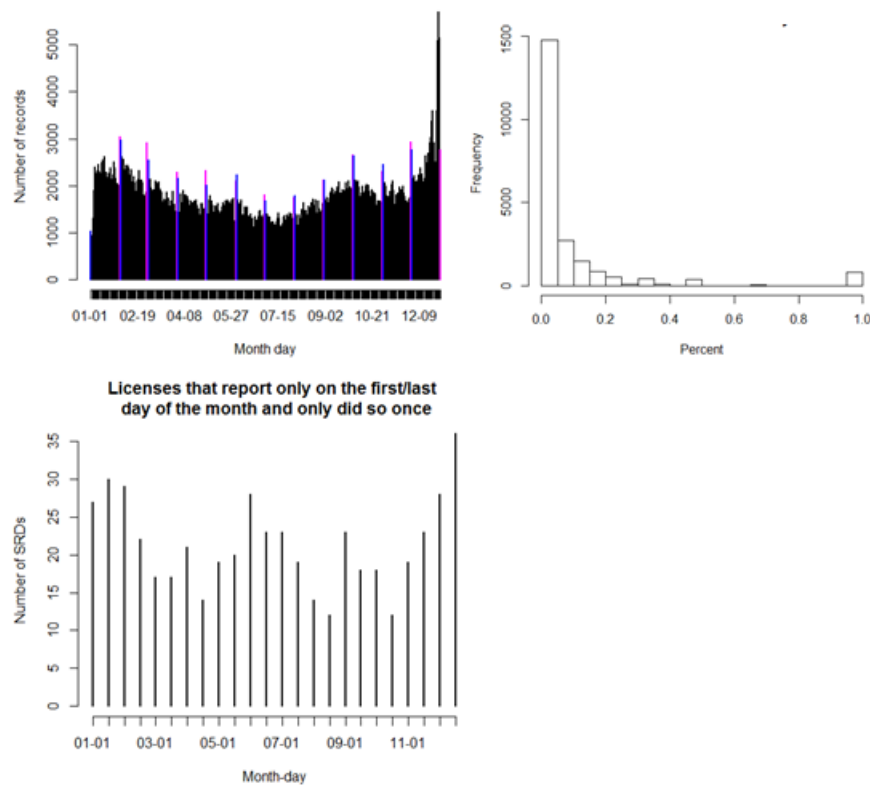 Number of records
0
1000
2000
3000
4000
5000
01-01 02-19 04-08 05-27 07-15 09-02 10-21 12-09
Month day
Frequency
0
5000
1500
0.0 0.2 0.4 0.6 0.8 1.0
Percent
Licenses that report only on the first/last
day of the month and only did so once
Number of SRDs
0
5
10
15
20
25
30
35
01-01 03-01 05-01 07-01 09-01 11-01
Month-day